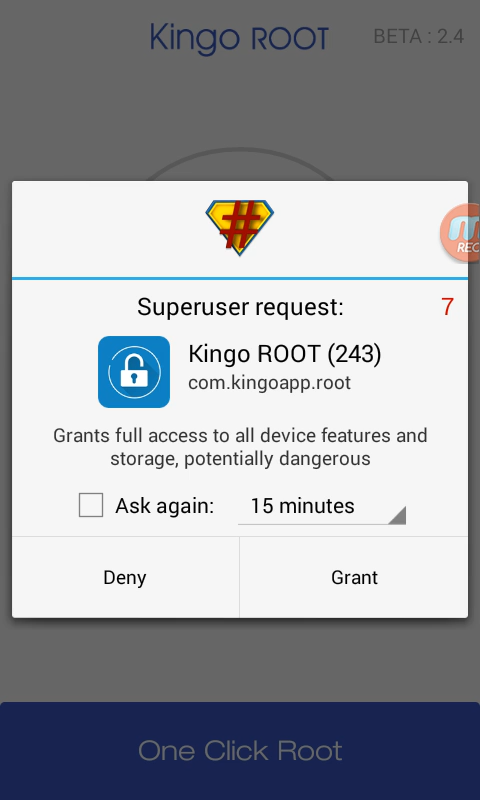 Kingo ROOT
BETA : 2.4
#
REC
Superuser request:
7
Kingo ROOT (243)
com.kingoapp.root
Grants full access to all device features and
storage, potentially dangerous
Ask again:
15 minutes
Deny
Grant
One Click Root